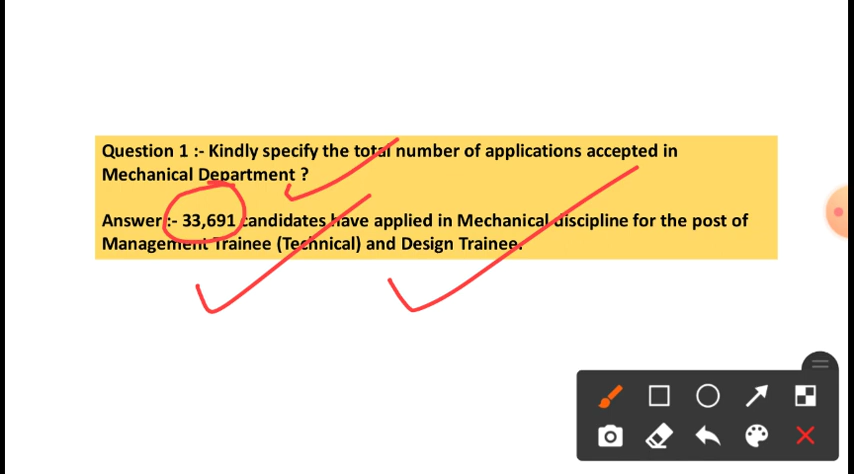 Question 1 :- Kindly specify the total number of applications accepted in
Mechanical Department ?
Answer :- 33,691 candidates have applied in Mechanical discipline for the post of
Management Trainee (Technical) and Design Trainee.